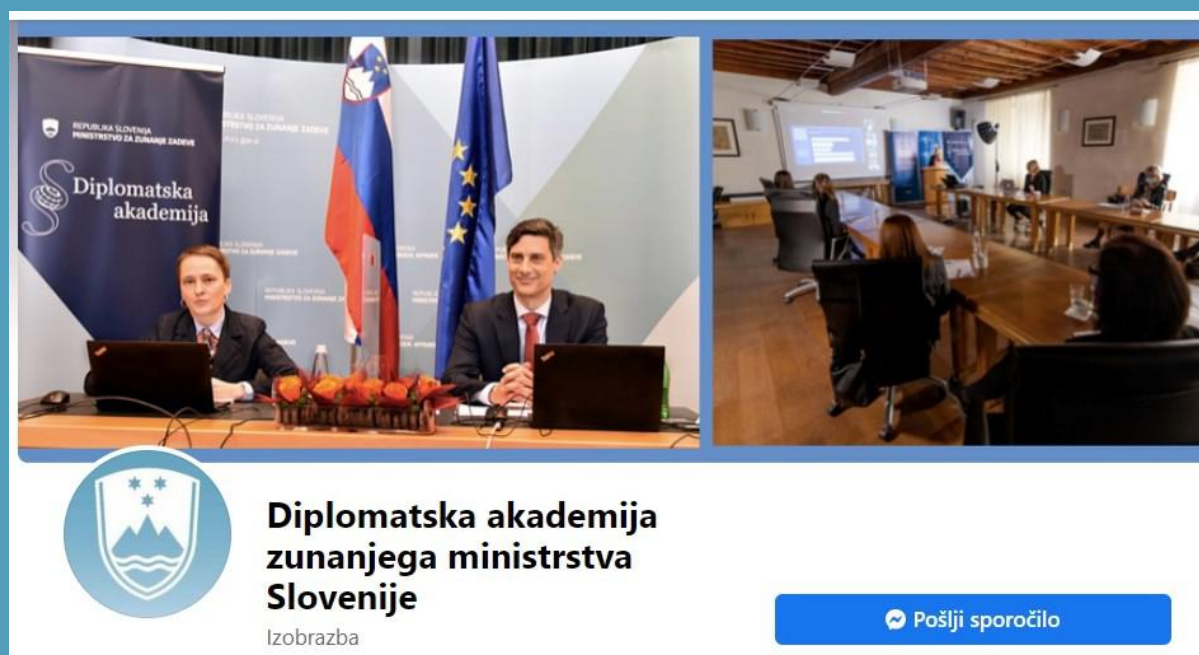 REPUBLIKA SLOVENIJA
MINISTRSTVO ZA ZUNANJE ZADEVE
Diplomatska
akademija
Diplomatska akademija
zunanjega ministrstva
Slovenije
Izobrazba
Pošlji sporočilo